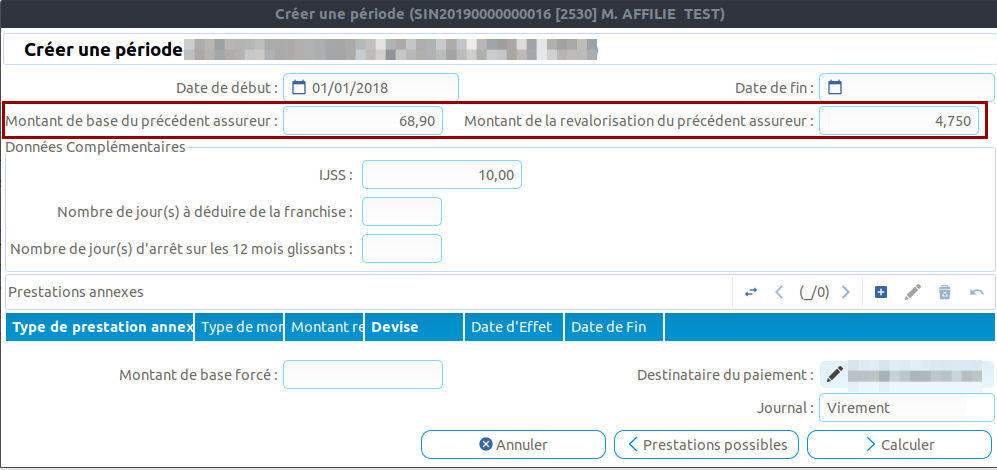 Créer une période (SIN20190000000016 [2530] M. AFFILIE TEST)
Créer une période
Date de début : 01/01/2018 Date de fin :
Montant de base du précédent assureur : 68,90 Montant de la revalorisation du précédent assureur : 4,750
Données Complémentaires
IJSS : 10,00
Nombre de jour(s) à déduire de la franchise :
Nombre de jour(s) d'arrêt sur les 12 mois glissants :
Prestations annexes (_/0)
Type de prestation annex Type de mor Montant re Devise Date d'Effet Date de Fin
Montant de base forcé : Destinataire du paiement :
Journal : Virement
Annuler Prestations possibles Calculer